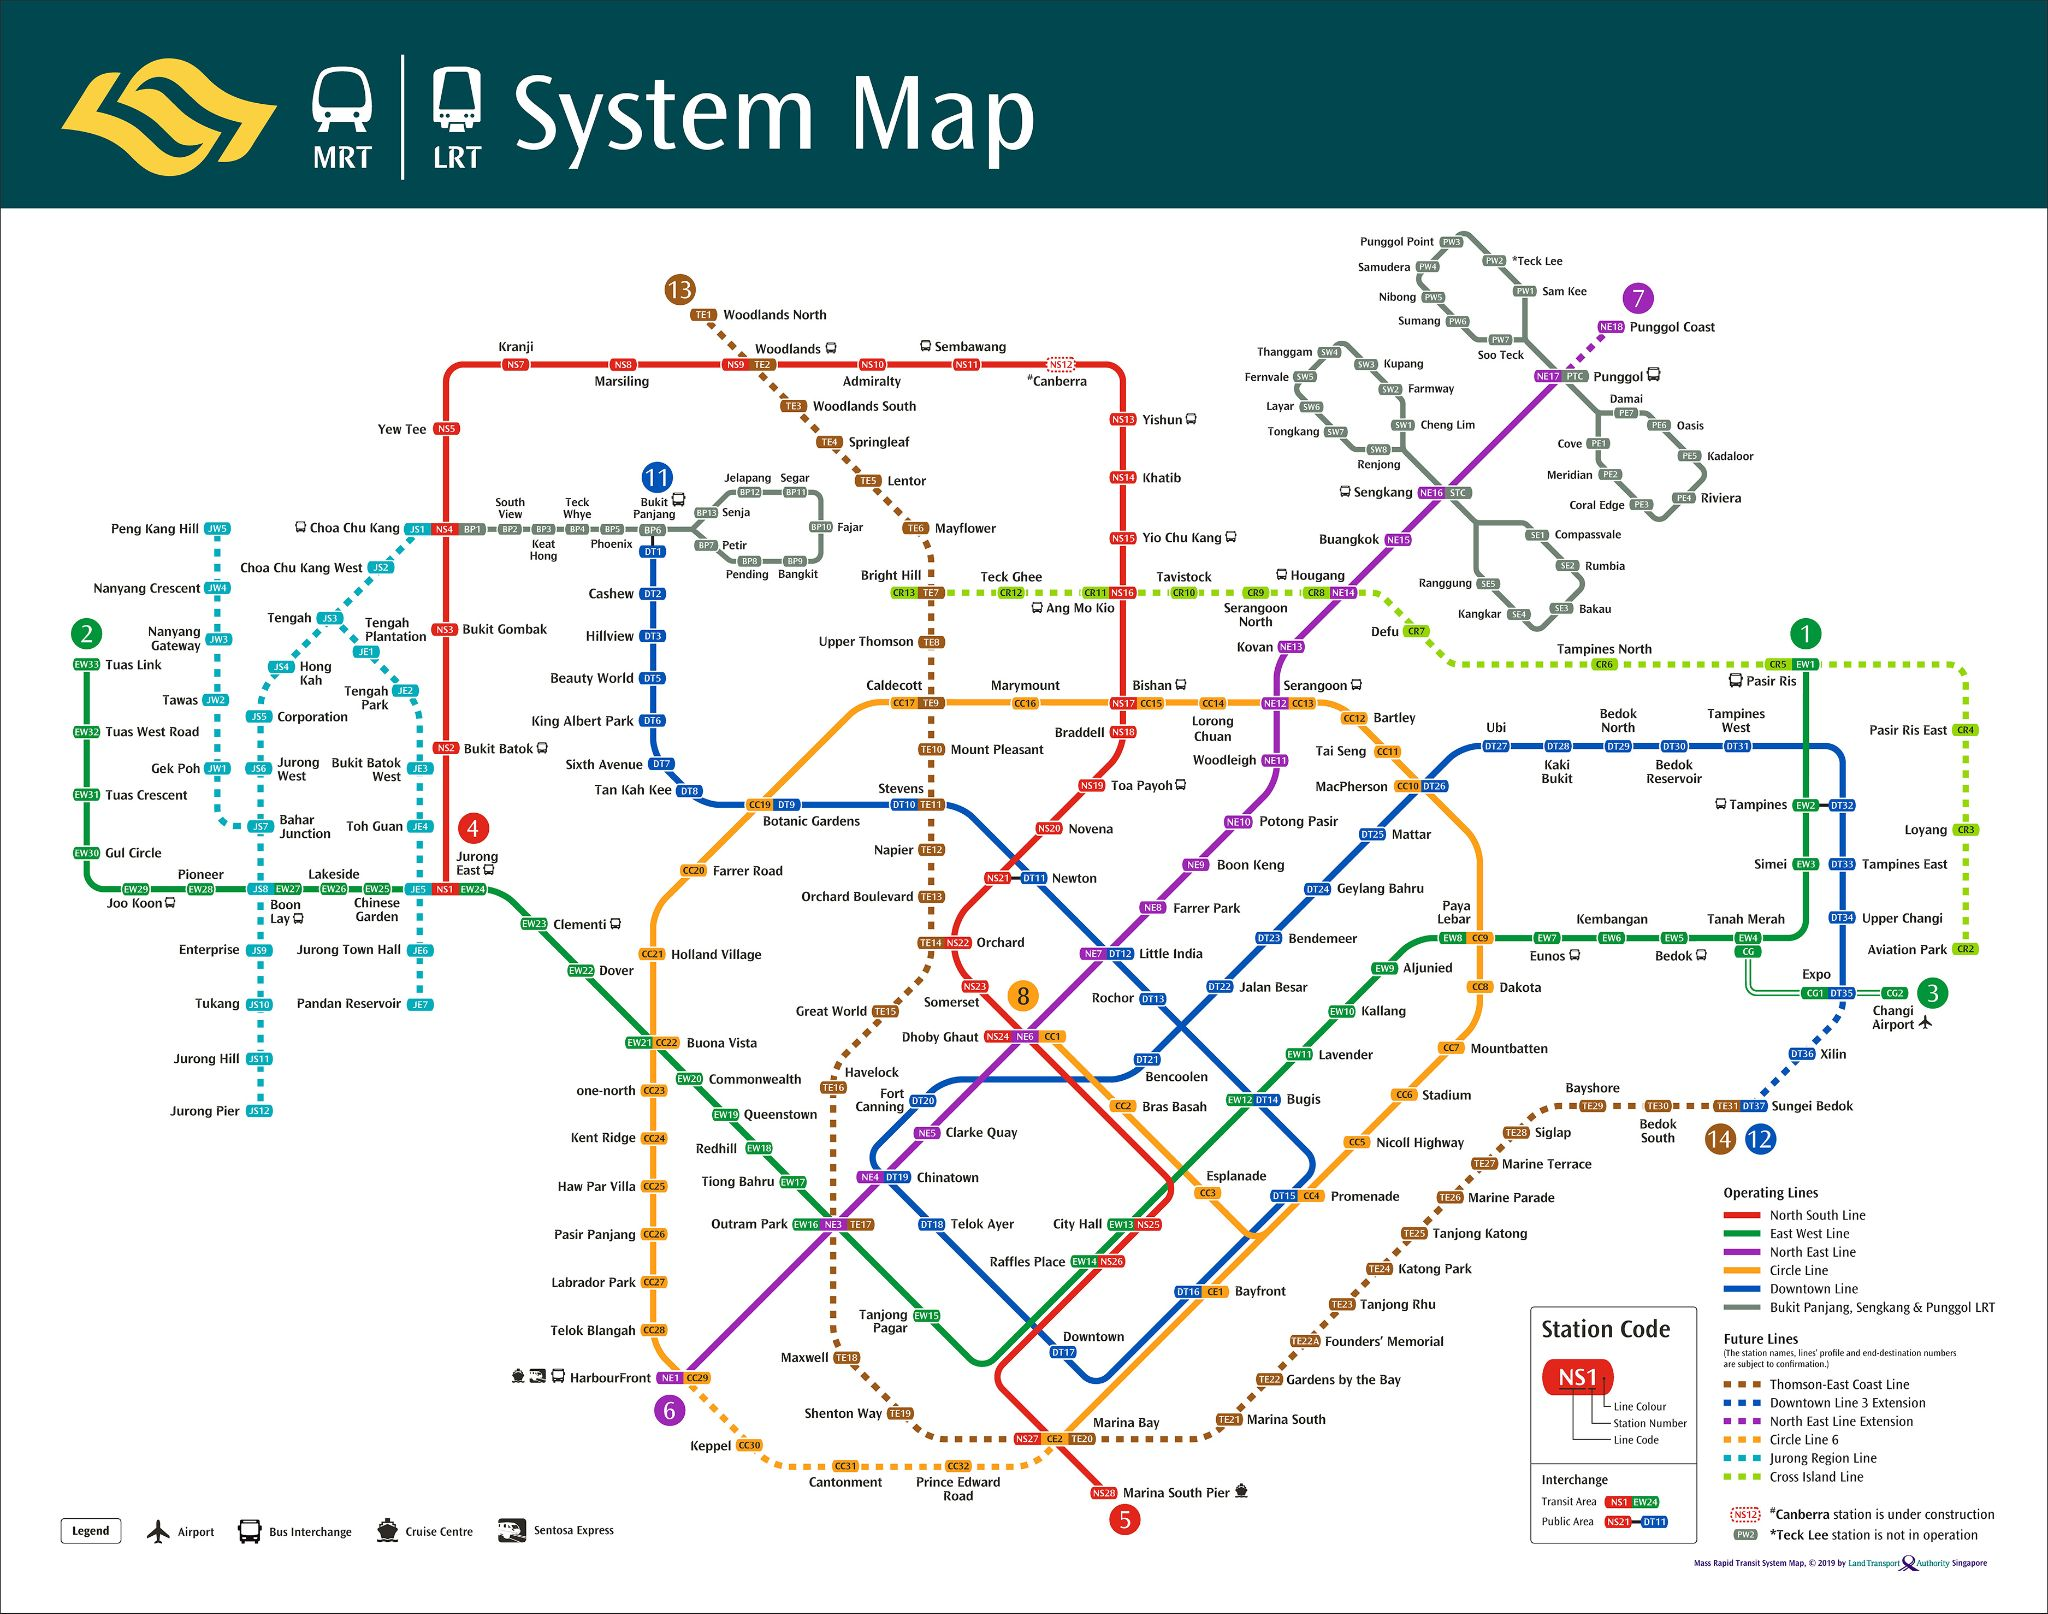 MRT
LRT
System Map
13
TE1
Woodlands North
Kranji
NS7
NS8
Marsiling
NS9
TE2
Woodlands
NS10
Admiralty
Sembawang
NS11
NS12
#Canberra
TE3
Woodlands South
TE4
Springleaf
TE5
Lentor
TE6
Mayflower
Yew Tee
NS5
NS13
Yishun
NS14
Khatib
NS15
Yio Chu Kang
Punggol Point
PW3
PW2
*Teck Lee
Samudera
PW4
PW1
Sam Kee
Nibong
PW5
Sumang
PW6
PW7
Soo Teck
7
NE18
Punggol Coast
Thanggam
SW4
SW3
Kupang
Fernvale
SW5
SW2
Farmway
Layar
SW6
SW1
Cheng Lim
Tongkang
SW7
SW8
Renjong
NE17
PTC
Punggol
Damai
PE7
PE6
Oasis
Cove
PE1
PE5
Kadaloor
Meridian
PE2
Coral Edge
PE3
PE4
Riviera
Sengkang
NE16
STC
Buangkok
NE15
SE1
Compassvale
SE2
Rumbia
Ranggung
SE5
Kangkar
SE4
SE3
Bakau
11
Bukit
Panjang
Jelapang
Segar
BP12
BP11
BP13
Senja
BP10
Fajar
BP7
Petir
BP8
BP9
Pending
Bangkit
Peng Kang Hill
JW5
Choa Chu Kang
JS1
NS4
BP1
South
View
BP2
BP3
Keat
Hong
Teck
Whye
BP4
BP5
Phoenix
BP6
DT1
Choa Chu Kang West
JS2
Nanyang Crescent
JW4
Cashew
DT2
Bright Hill
CR13
TE7
Teck Ghee
CR12
CR11
NS16
Ang Mo Kio
Tavistock
CR10
CR9
Serangoon
North
Hougang
CR8
NE14
Tengah
JS3
Tengah
Plantation
JE1
2
Nanyang
Gateway
JW3
NS3
Bukit Gombak
Hillview
DT3
Upper Thomson
TE8
Kovan
NE13
Defu
CR7
1
EW33
Tuas Link
JS4
Hong
Kah
Tampines North
CR6
CR5
EW1
Pasir Ris
Beauty World
DT5
Tawas
JW2
Tengah
Park
JE2
Caldecott
CC17
TE9
Marymount
CC16
Bishan
NS17
CC15
CC14
Lorong
Chuan
Serangoon
NE12
CC13
CC12
Bartley
JS5
Corporation
King Albert Park
DT6
EW32
Tuas West Road
Braddell
NS18
Ubi
DT27
DT28
Kaki
Bukit
Bedok
North
DT29
DT30
Bedok
Reservoir
Tampines
West
DT31
Pasir Ris East
CR4
NS2
Bukit Batok
TE10
Mount Pleasant
Tai Seng
CC11
Gek Poh
JW1
JS6
Jurong
West
Bukit Batok
West
JE3
Sixth Avenue
DT7
Woodleigh
NE11
EW31
Tuas Crescent
Tan Kah Kee
DT8
CC19
DT9
Botanic Gardens
Stevens
DT10
TE11
NS19
Toa Payoh
MacPherson
CC10
DT26
Tampines
EW2
DT32
JS7
Bahar
Junction
Toh Guan
JE4
4
NS20
Novena
NE10
Potong Pasir
DT25
Mattar
Loyang
CR3
EW30
Gul Circle
Jurong
East
Napier
TE12
NE9
Boon Keng
Simei
EW3
DT33
Tampines East
CC20
Farrer Road
EW29
Joo Koon
Pioneer
EW28
JS8
EW27
Boon
Lay
Lakeside
EW26
EW25
Chinese
Garden
JE5
NS1
EW24
NS21
DT11
Newton
DT24
Geylang Bahru
Orchard Boulevard
TE13
NE8
Farrer Park
Paya
Lebar
EW8
CC9
EW7
Eunos
Kembangan
EW6
EW5
Bedok
Tanah Merah
EW4
CG
DT34
Upper Changi
EW23
Clementi
TE14
NS22
Orchard
DT23
Bendemeer
Enterprise
JS9
Jurong Town Hall
JE6
CC21
Holland Village
NE7
DT12
Little India
Aviation Park
CR2
EW22
Dover
EW9
Aljunied
Expo
CG1
DT35
CG2
3
Changi
Airport
NS23
Somerset
8
DT22
Jalan Besar
CC8
Dakota
Tukang
JS10
Pandan Reservoir
JE7
Great World
TE15
Rochor
DT13
EW10
Kallang
Dhoby Ghaut
NS24
NE6
CC1
EW21
CC22
Buona Vista
CC7
Mountbatten
Jurong Hill
JS11
DT21
Bencoolen
EW11
Lavender
DT36
Xilin
EW20
Commonwealth
Havelock
TE16
one-north
CC23
Fort
Canning
DT20
CC2
Bras Basah
EW12
DT14
Bugis
CC6
Stadium
Bayshore
TE29
TE30
Bedok
South
TE31
DT37
Sungei Bedok
14
12
Jurong Pier
JS12
EW19
Queenstown
NE5
Clarke Quay
TE28
Siglap
Kent Ridge
CC24
Redhill
EW18
CC5
Nicoll Highway
TE27
Marine Terrace
Haw Par Villa
CC25
Tiong Bahru
EW17
NE4
DT19
Chinatown
Esplanade
CC3
DT15
CC4
Promenade
TE26
Marine Parade
Outram Park
EW16
NE3
TE17
DT18
Telok Ayer
City Hall
EW13
NS25
TE25
Tanjong Katong
Pasir Panjang
CC26
Raffles Place
EW14
NS26
TE24
Katong Park
Labrador Park
CC27
DT16
CE1
Bayfront
TE23
Tanjong Rhu
Tanjong
Pagar
EW15
Telok Blangah
CC28
Downtown
DT17
TE22A
Founders' Memorial
Maxwell
TE18
HarbourFront
NE1
CC29
6
TE22
Gardens by the Bay
Shenton Way
TE19
Marina Bay
NS27
CE2
TE20
TE21
Marina South
Keppel
CC30
CC31
Cantonment
CC32
Prince Edward
Road
NS28
Marina South Pier
5
Operating Lines
North South Line
East West Line
North East Line
Circle Line
Downtown Line
Bukit Panjang, Sengkang & Punggol LRT
Future Lines
(The station names, lines' profile and end-destination numbers
are subject to confirmation.)
Thomson-East Coast Line
Downtown Line 3 Extension
North East Line Extension
Circle Line 6
Jurong Region Line
Cross Island Line
NS12
#Canberra station is under construction
PW2
*Teck Lee station is not in operation
Station Code
NS1
Line Colour
Station Number
Line Code
Interchange
Transit Area
NS1
EW24
Public Area
NS21
DT11
Legend
Airport
Bus Interchange
Cruise Centre
Sentosa Express
Mass Rapid Transit System Map, © 2019 by Land Transport Authority Singapore